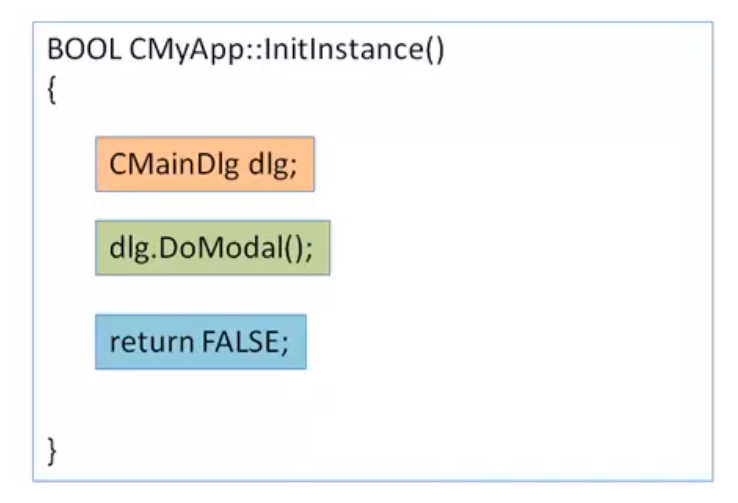 BOOL CMyApp::InitInstance()
{
CMainDlg dlg;
dlg.DoModal();
return FALSE;
}